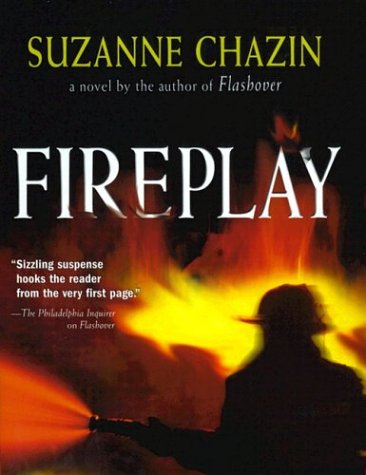 SUZANNE CHAZIN
a novel by the author of Flashover
FIREPLAY
“Sizzling suspense
hooks the reader
from the very first page.”
—The Philadelphia Inquirer
on Flashover